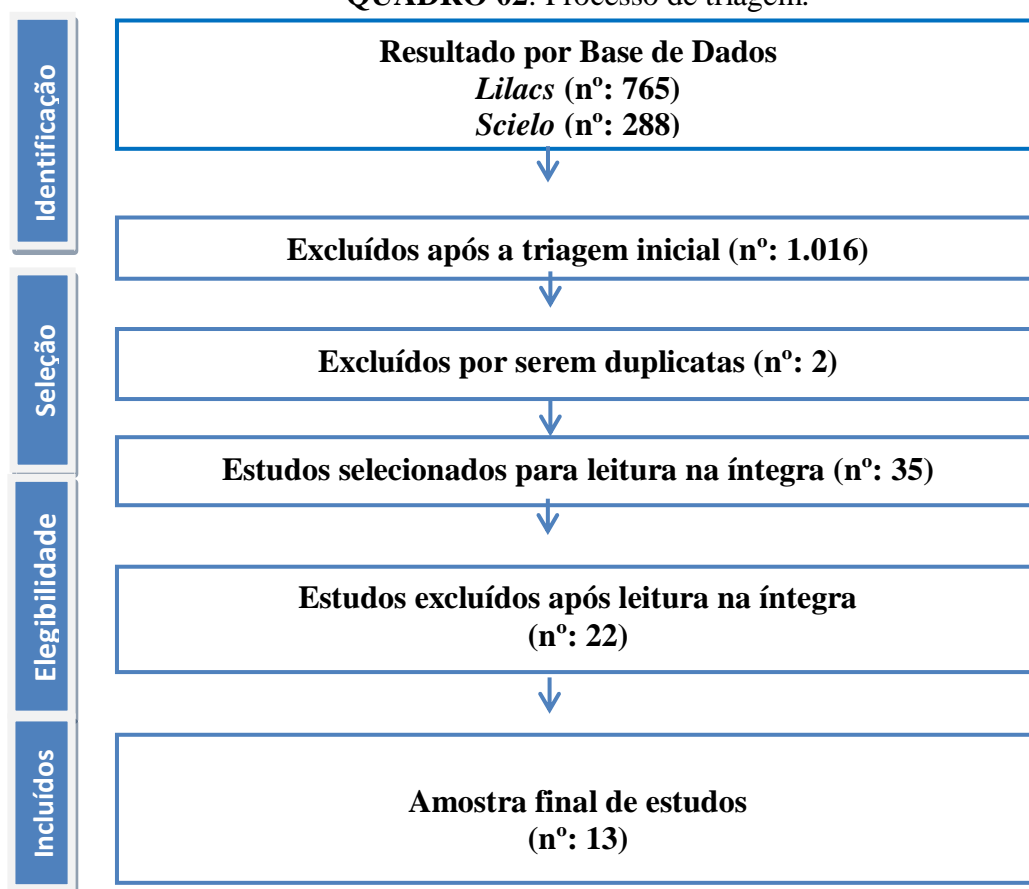 QUADRO 02: Processo de triagem.
Identificação
Resultado por Base de Dados
Lilacs (nº: 765)
Scielo (nº: 288)
Excluídos após a triagem inicial (nº: 1.016)
Seleção
Excluídos por serem duplicatas (nº: 2)
Estudos selecionados para leitura na íntegra (nº: 35)
Elegibilidade
Estudos excluídos após leitura na íntegra
(nº: 22)
Incluídos
Amostra final de estudos
(nº: 13)